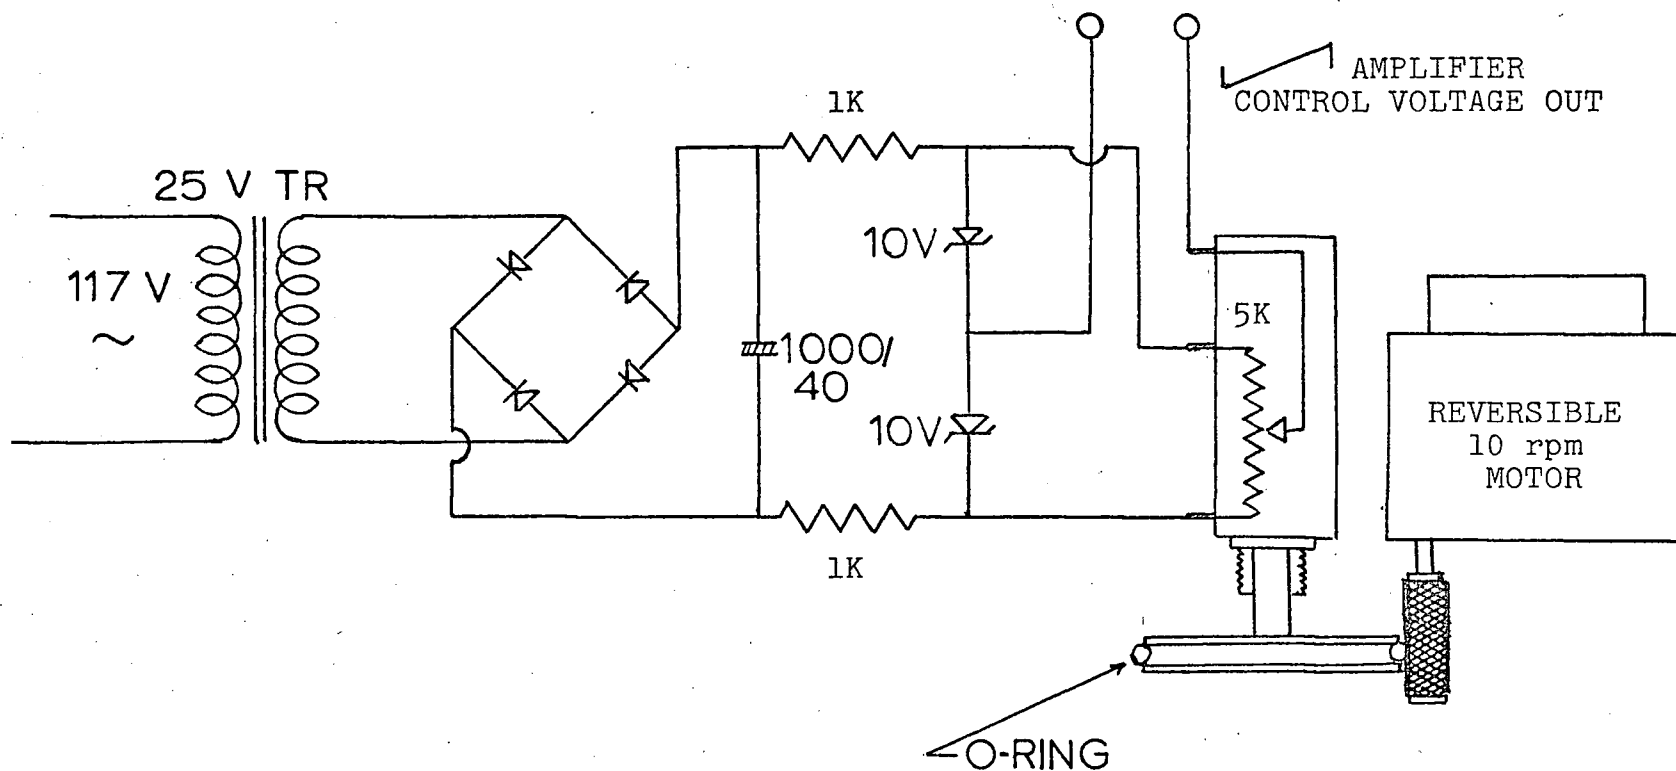 AMPLIFIER
CONTROL VOLTAGE OUT
1K
25 V TR
117 V
~
10V
1000/
40
10V
5K
REVERSIBLE
10 rpm
MOTOR
1K
O-RING